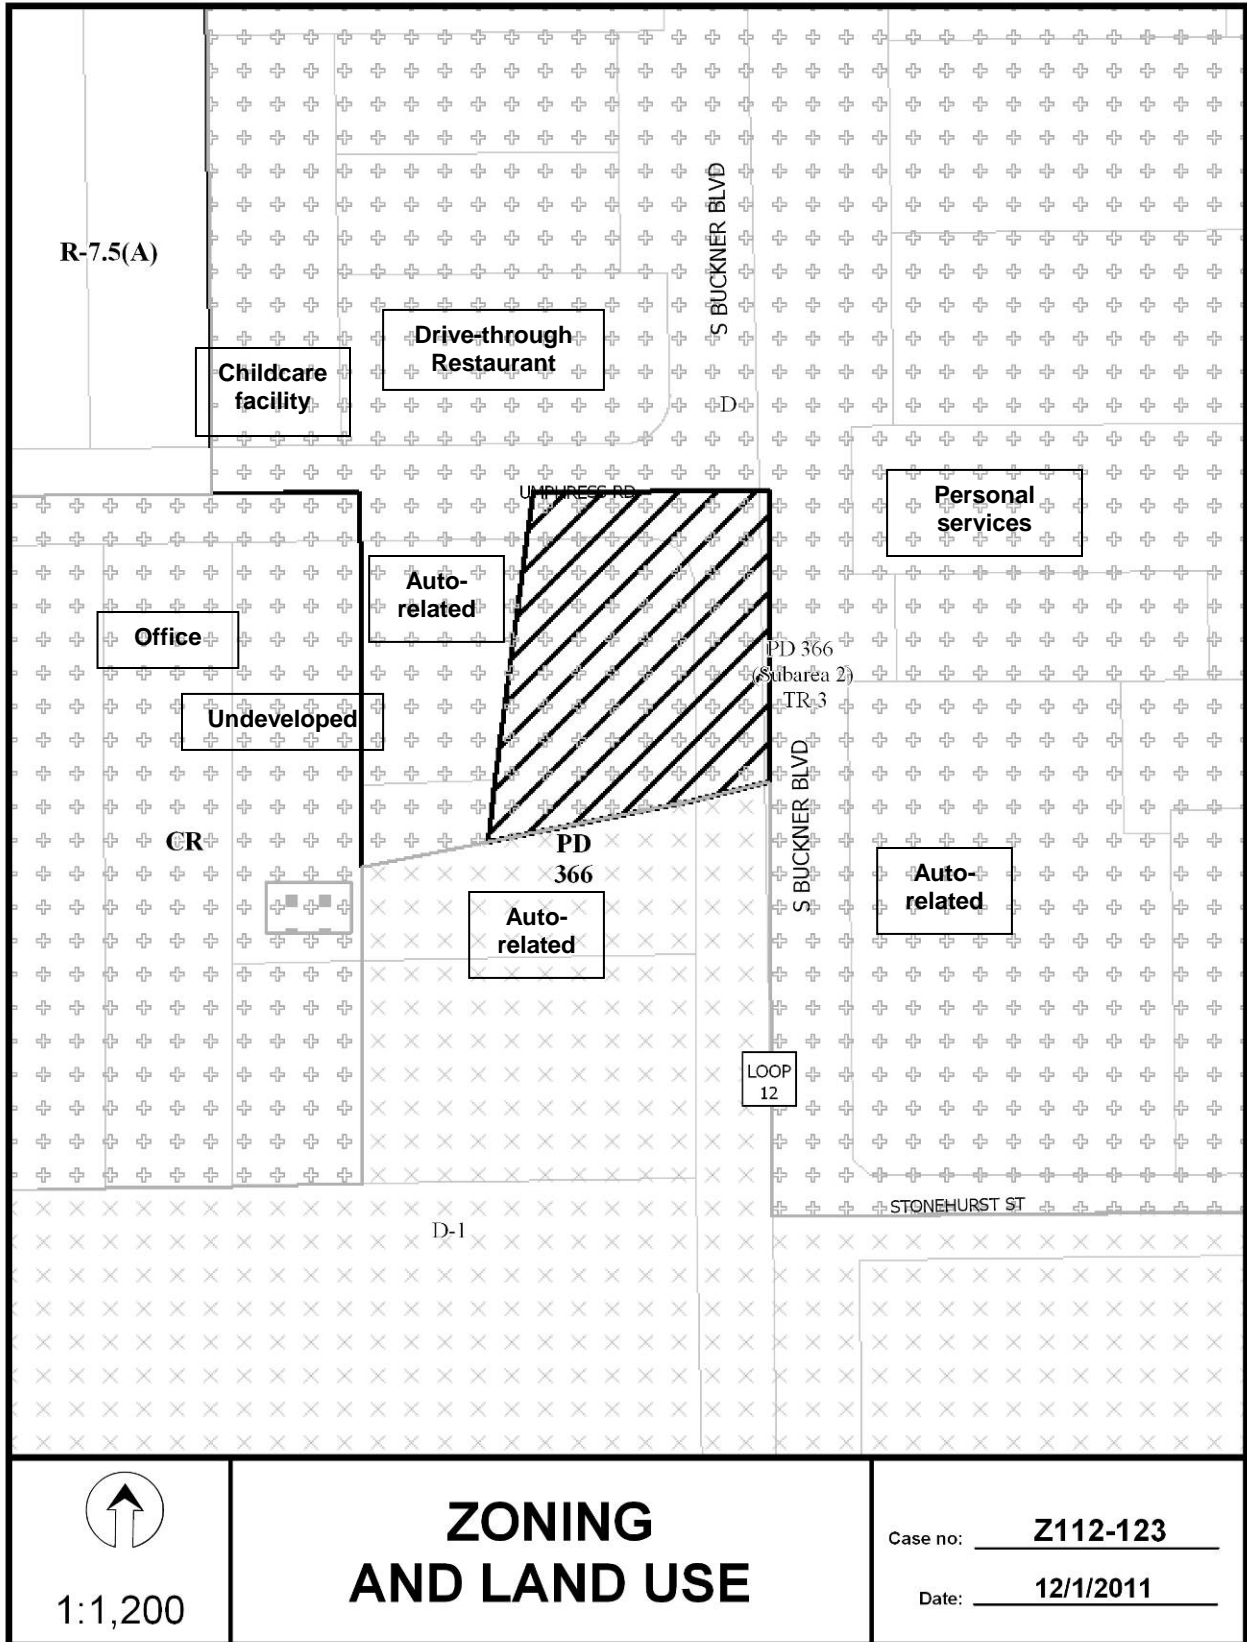 S BUCKNER BLVD
R-7.5(A)
Drive-through
Restaurant
Childcare
facility
D
UMPHRESS RD
Personal
services
Auto-
related
Office
PD 366
(Subarea 2)
TR 3
Undeveloped
S BUCKNER BLVD
CR
PD
366
Auto-
related
Auto-
related
LOOP
12
STONEHURST ST
D-1
1:1,200
ZONING
AND LAND USE
Case no: Z112-123
Date: 12/1/2011